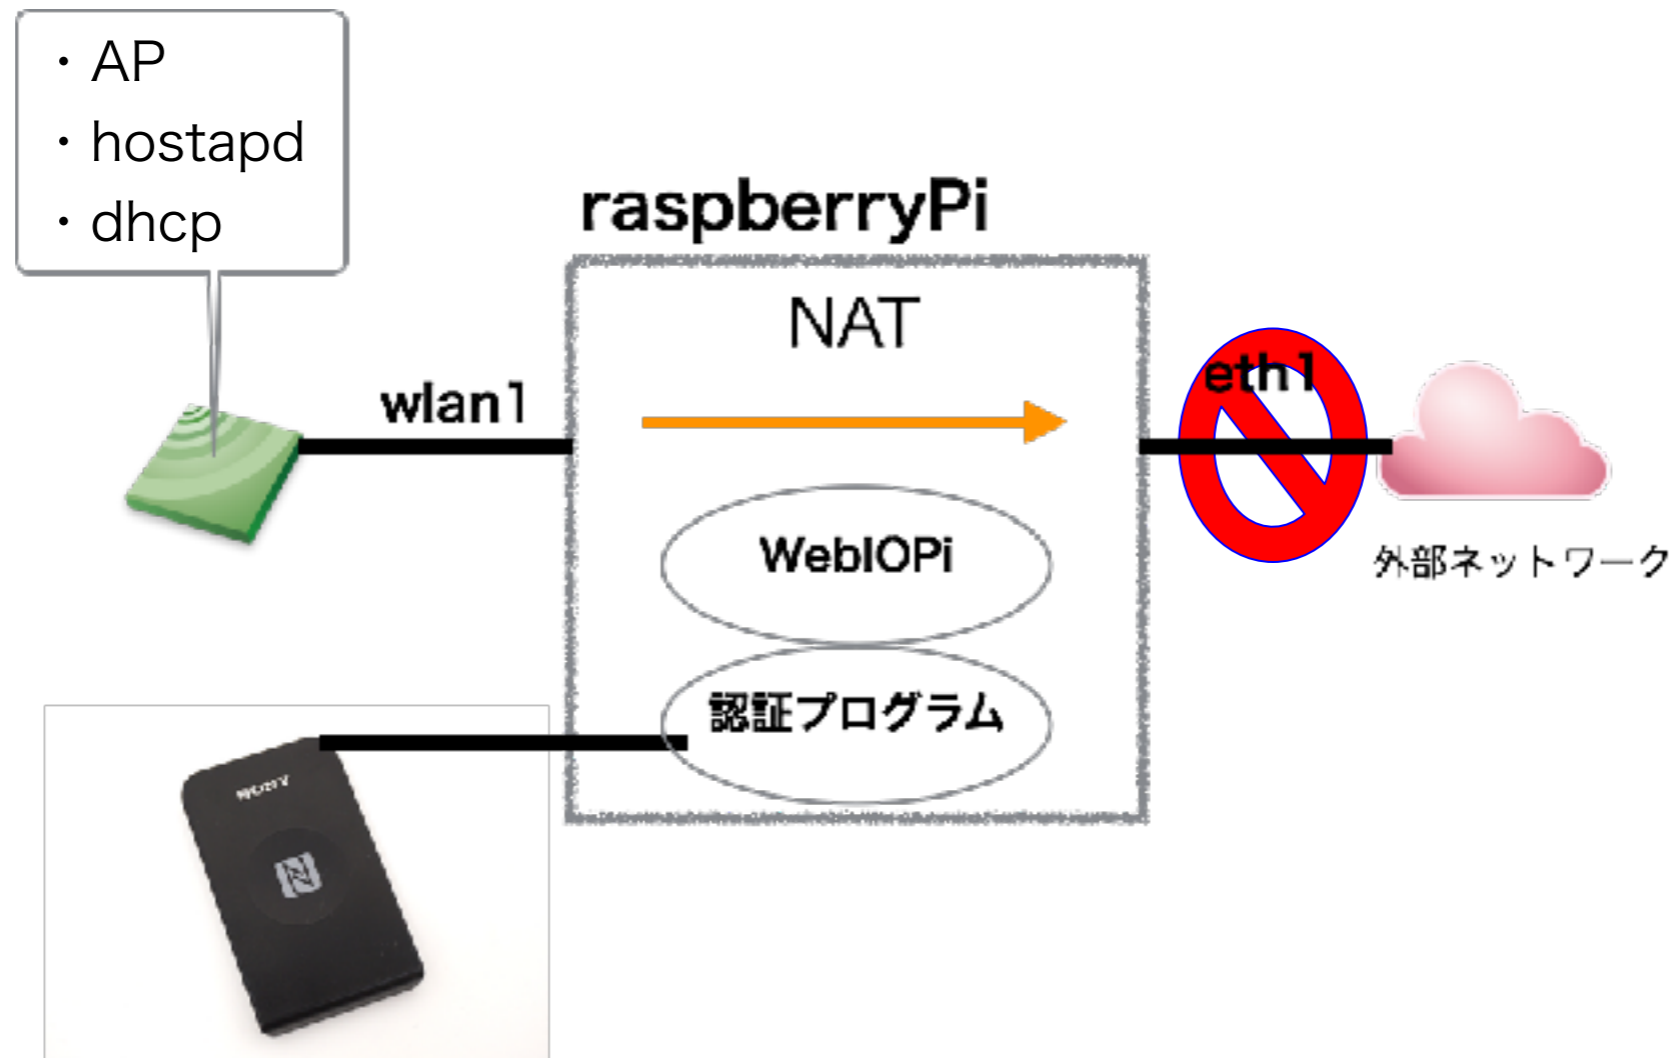 ・AP
・hostapd
・dhcp
raspberryPi
NAT
wlan1
eth1
WebIOPi
外部ネットワーク
認証プログラム
SONY